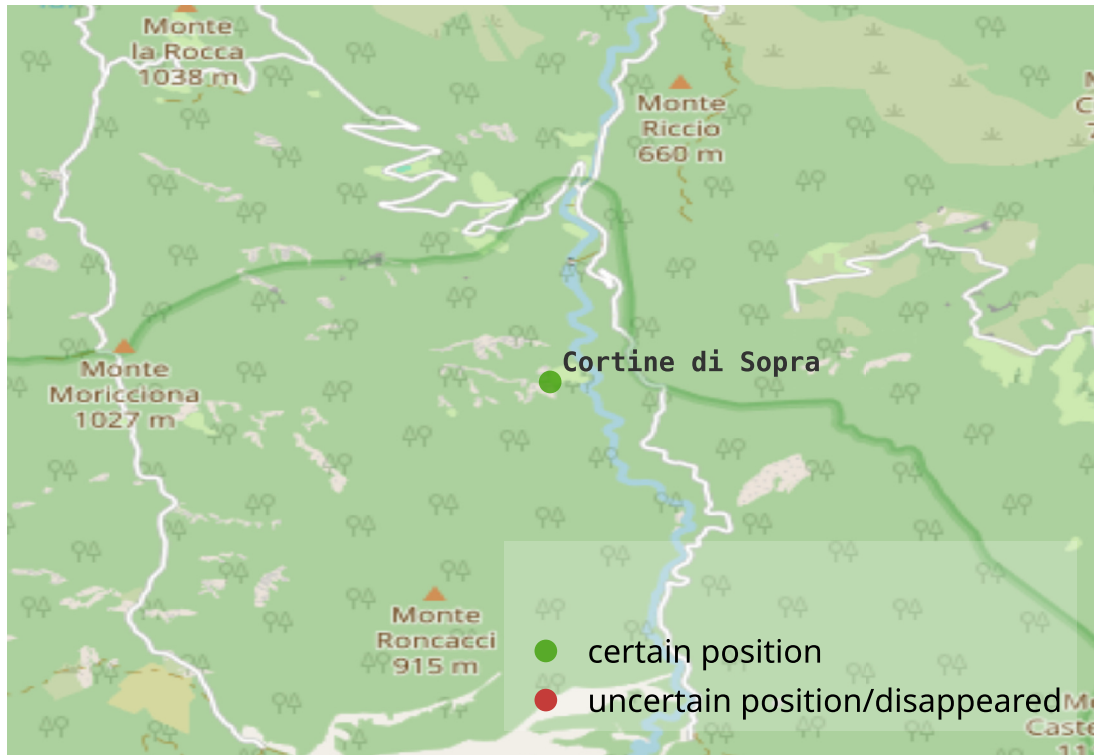 Monte
la Rocca
1038 m
Monte
Riccio
660 m
Cortine di Sopra
Monte
Moricciona
1027 m
Monte
Roncacci
915 m
certain position
uncertain position/disappeared